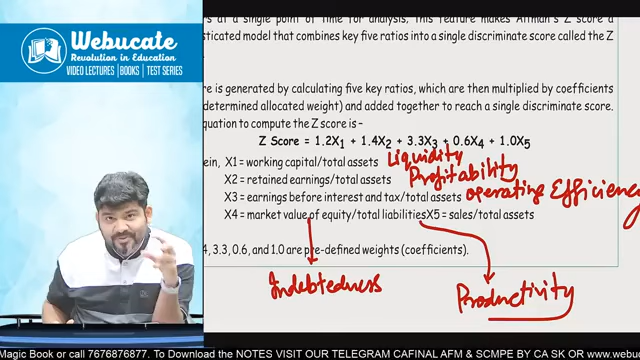 Webucate
Revolution in Education
VIDEO LECTURES | BOOKS | TEST SERIES
at a single point of time for analysis, This feature makes Altman's Z score a
sticated model that combines key five ratios into a single discriminate score called the Z
re is generated by calculating five key ratios, which are then multiplied by coefficients
determined allocated weight) and added together to reach a single discriminate score.
equation to compute the Z score is-
Z Score = 1.2X1 + 1.4X2 + 3.3X3 + 0.6X4 + 1.0X5
ein, X1 = working capital/total assets Liquidity
X2 = retained earnings/total assets Profitability
X3 = earnings before interest and tax/total assets Operating Efficiency
X4 = market value of equity/total liabilitiesX5 = sales/total assets
4, 3.3, 0.6, and 1.0 are pre-defined weights (coefficients).
Indebtedness
Productivity
Magic Book or call 7676876877. To Download the NOTES VISIT OUR TELEGRAM CAFINAL AFM & SCMPE BY CA SK OR www.webuc